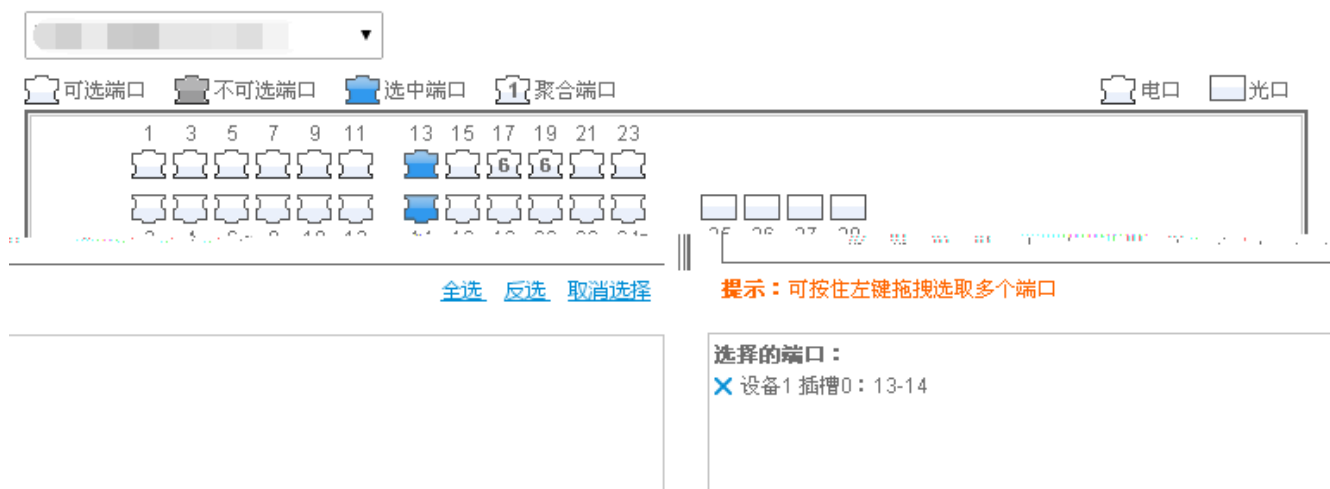 可选端口 不可选端口 选中端口 1 聚合端口 电口 光口
1 3 5 7 9 11 13 15 17 19 21 23
6 6
全选 反选 取消选择 提示：可按住左键拖拽选取多个端口
选择的端口：
设备1 插槽0：13-14